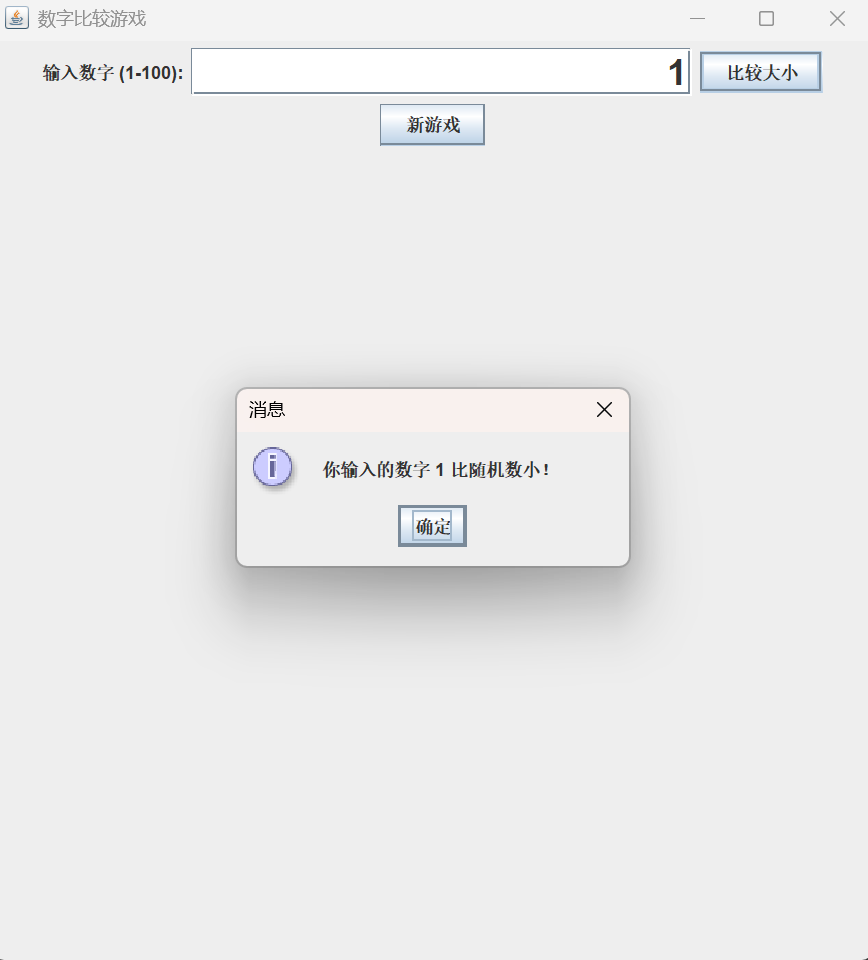 数字比较游戏
输入数字 (1-100): 1 比较大小
新游戏
消息
i 你输入的数字 1 比随机数小！
确定